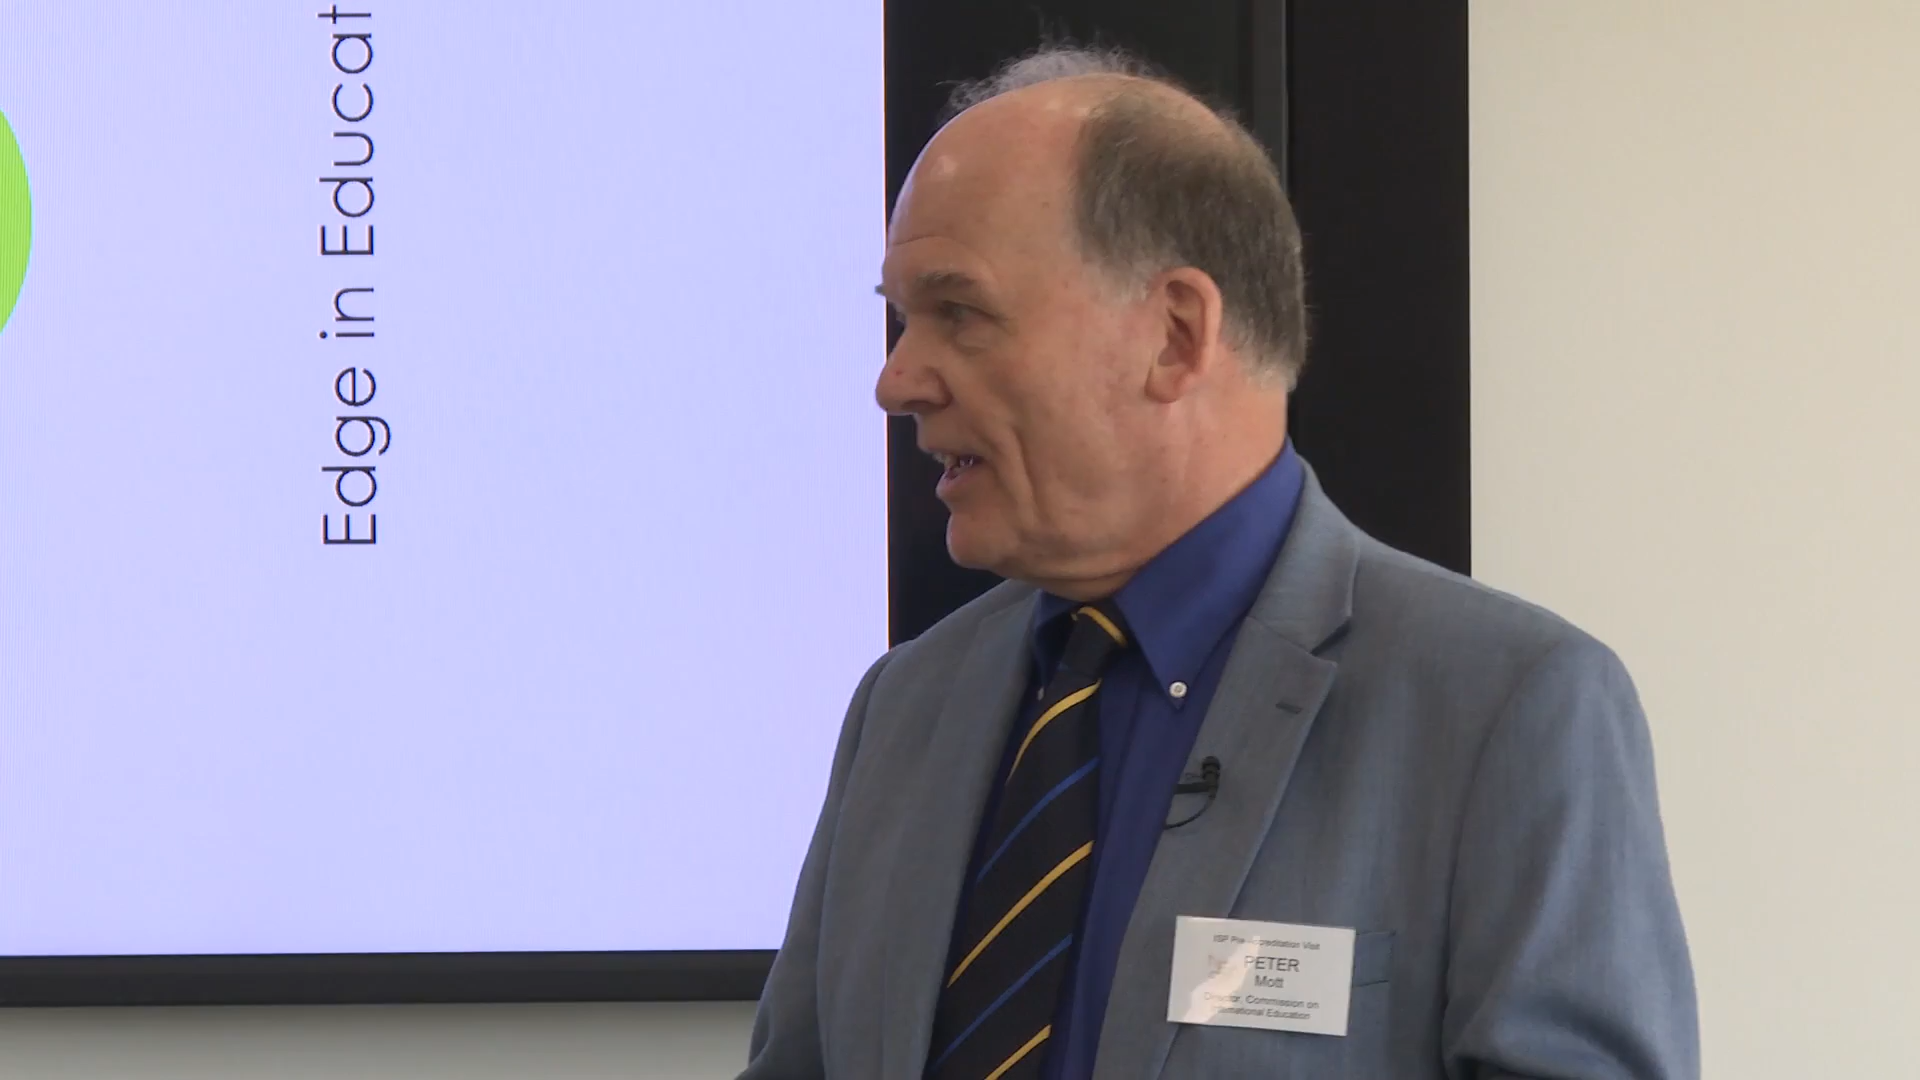 Edge in Educat
ISP Pre-Accreditation Visit
PETER
Mott
Director, Commission on
International Education